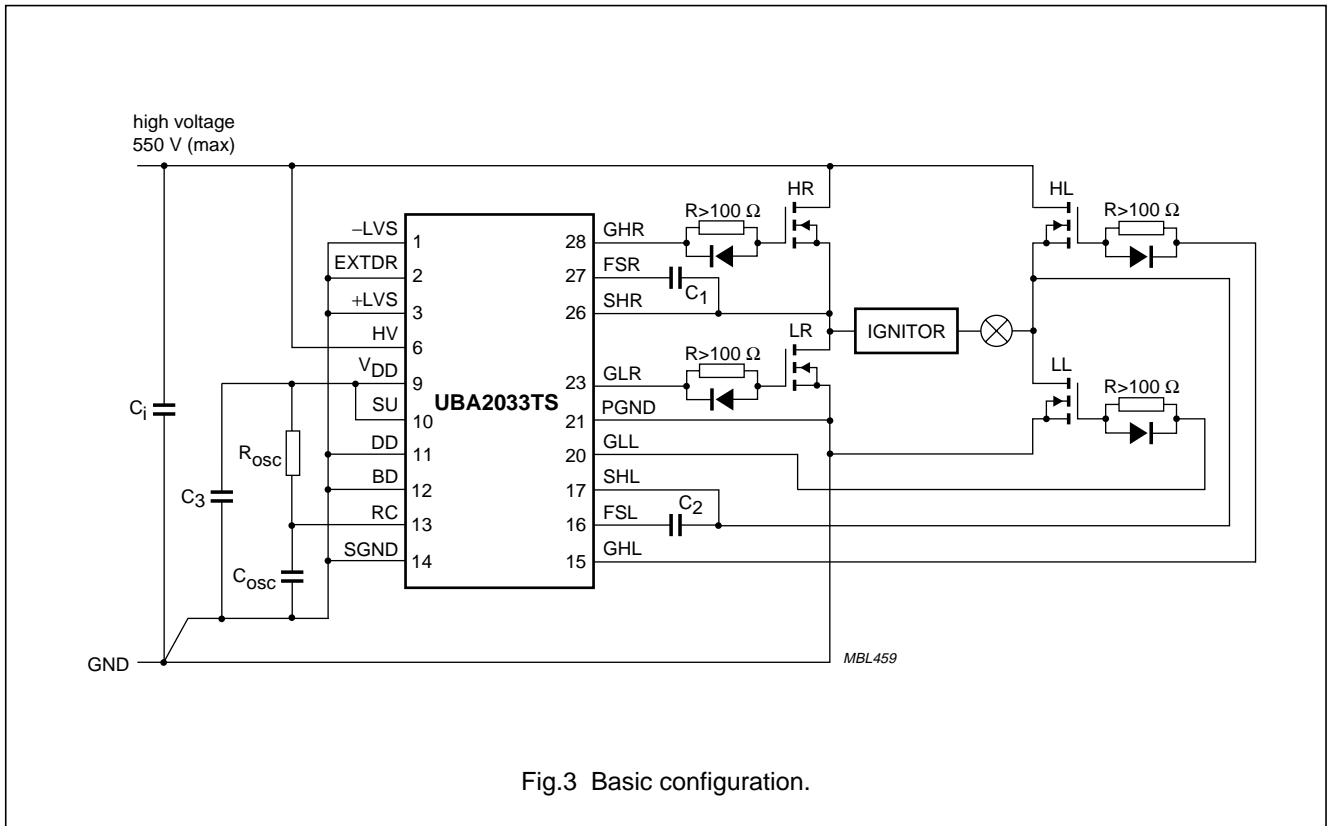 high voltage
550 V (max)
HR
HL
R>100 Ω
R>100 Ω
−LVS
1
28
GHR
EXTDR
2
27
FSR
C1
+LVS
3
26
SHR
HV
6
LR
IGNITOR
LL
R>100 Ω
R>100 Ω
VDD
9
23
GLR
UBA2033TS
SU
10
21
PGND
DD
11
20
GLL
BD
12
17
SHL
C2
RC
13
16
FSL
SGND
14
15
GHL
Ci
Rosc
C3
Cosc
GND
MBL459
Fig.3 Basic configuration.